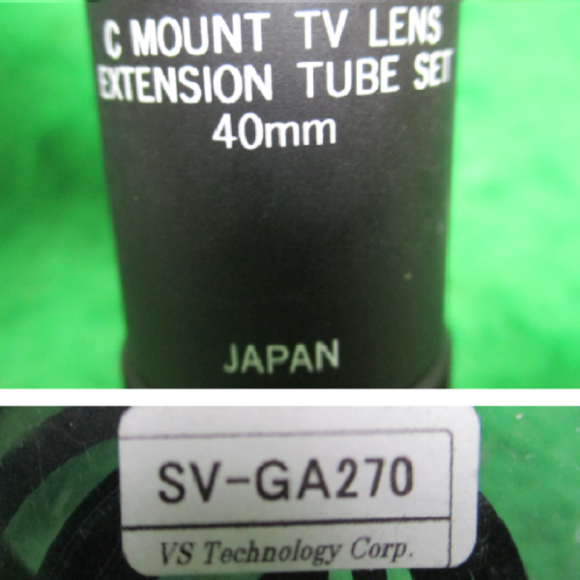 C MOUNT TV LENS
EXTENSION TUBE SET
40mm
JAPAN
SV-GA270
VS Technology Corp.